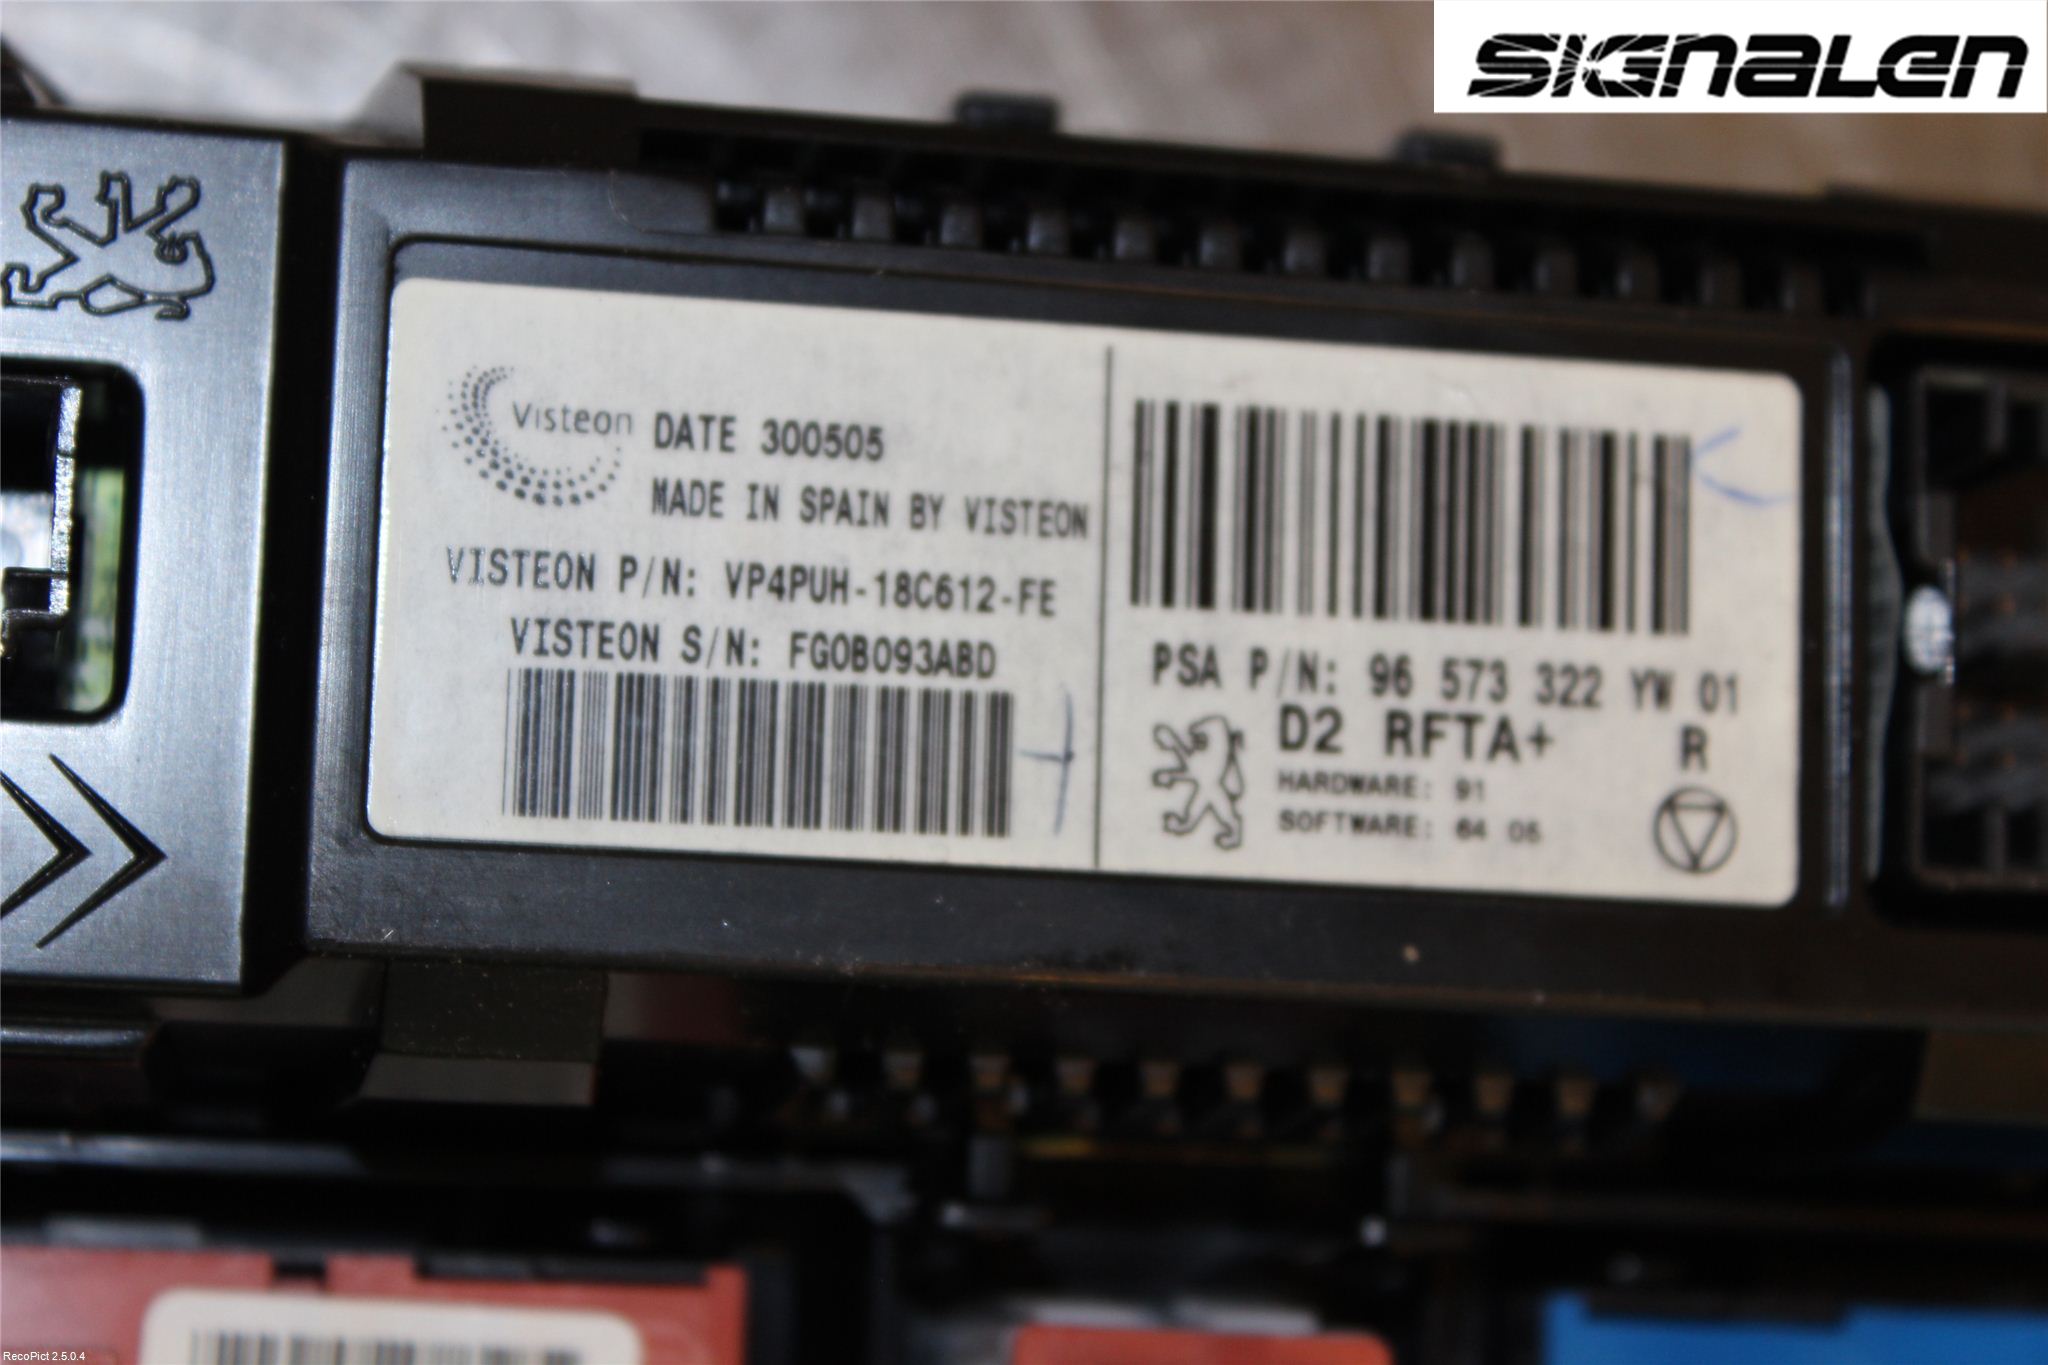 SIGNALEN
Visteon
DATE 300505
MADE IN SPAIN BY VISTEON
VISTEON P/N: VP4PUH-18C612-FE
VISTEON S/N: FG0B093ABD
PSA P/N: 96 573 322 YW 01
D2 RFTA+ R
HARDWARE: 91
SOFTWARE: 64 05
RecoPict 2.5.0.4